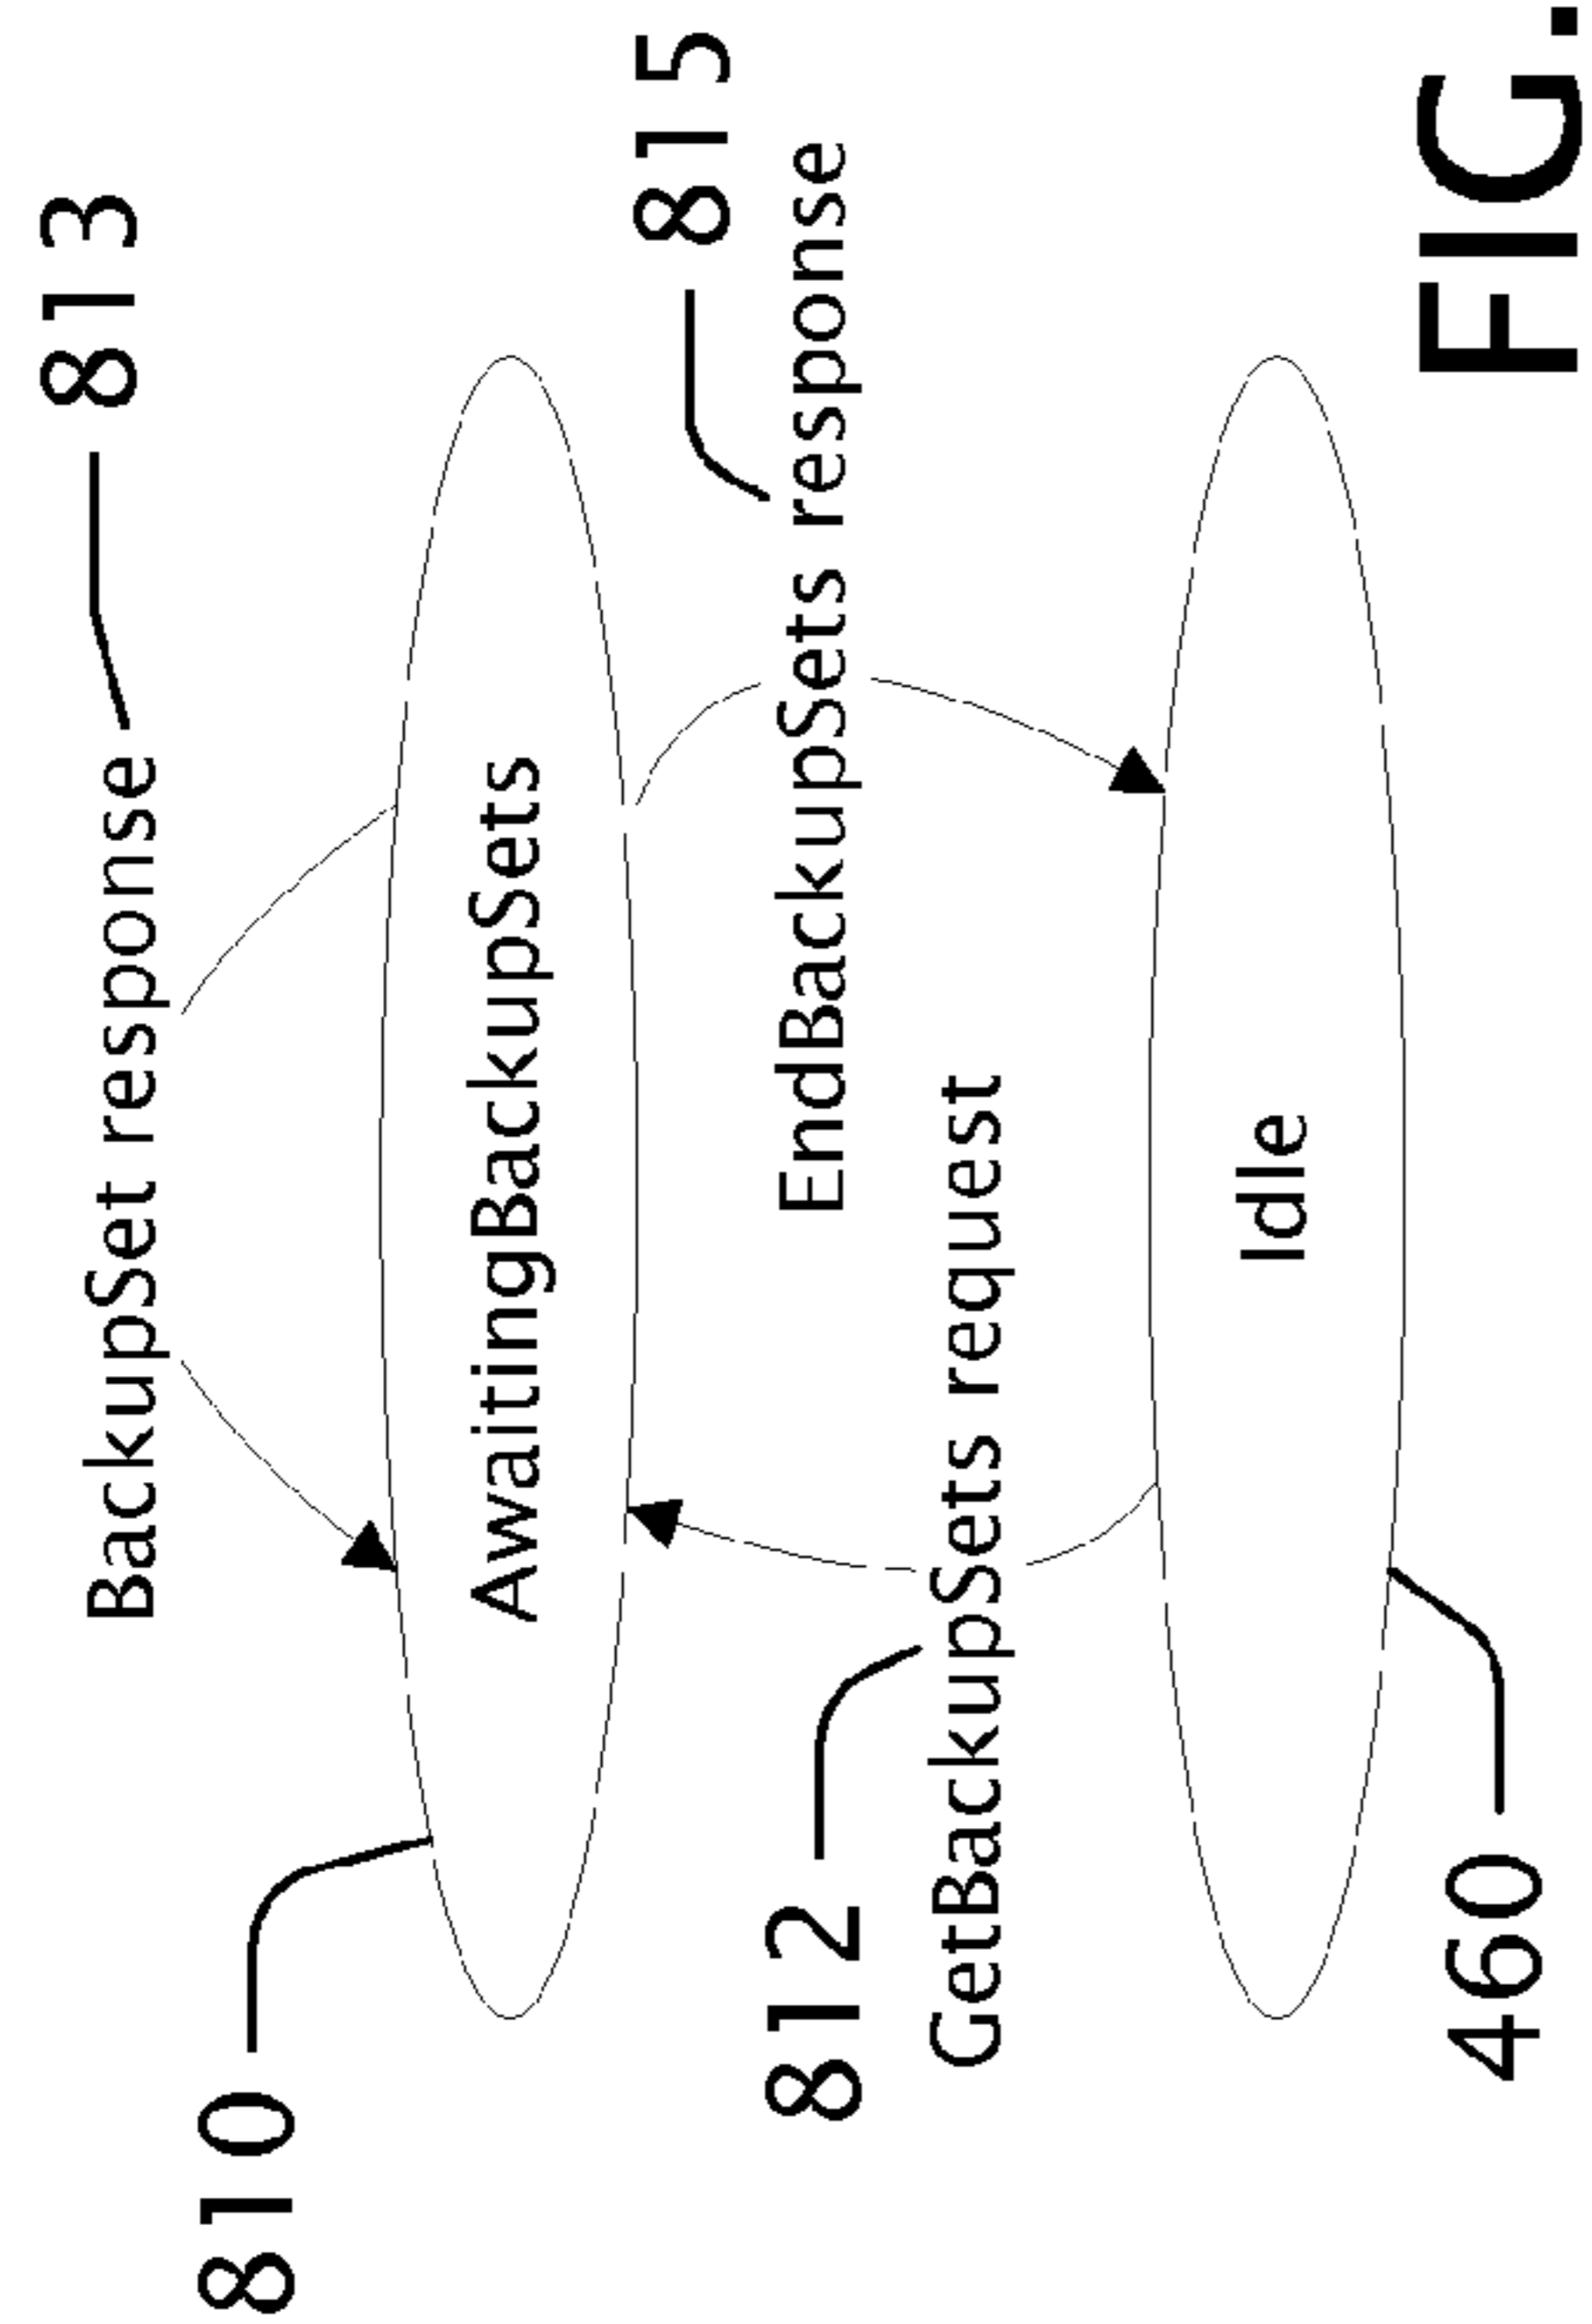 BackupSet response
813
810
AwaitingBackupSets
815
EndBackupSets response
812
GetBackupSets request
Idle
460
FIG.